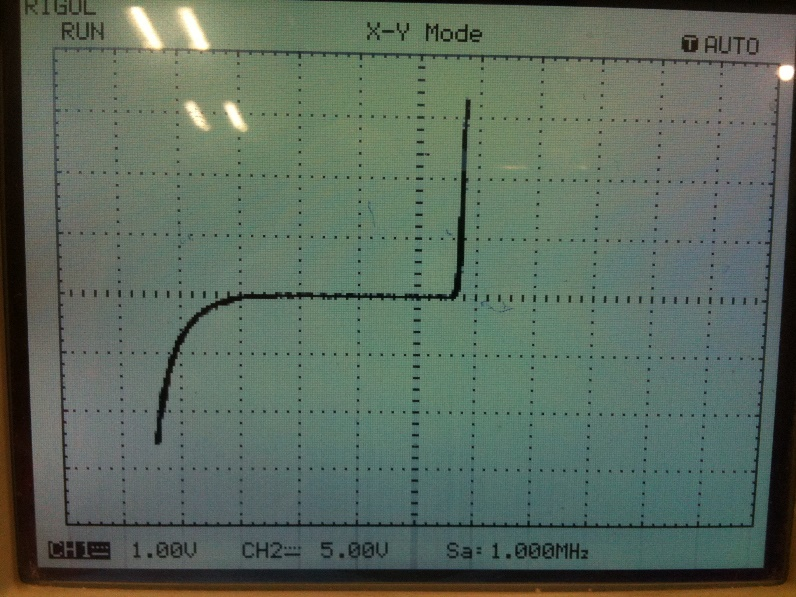 RIGOL
RUN X-Y Mode T AUTO
CH1 1.00V CH2 5.00V Sa: 1.000MHz